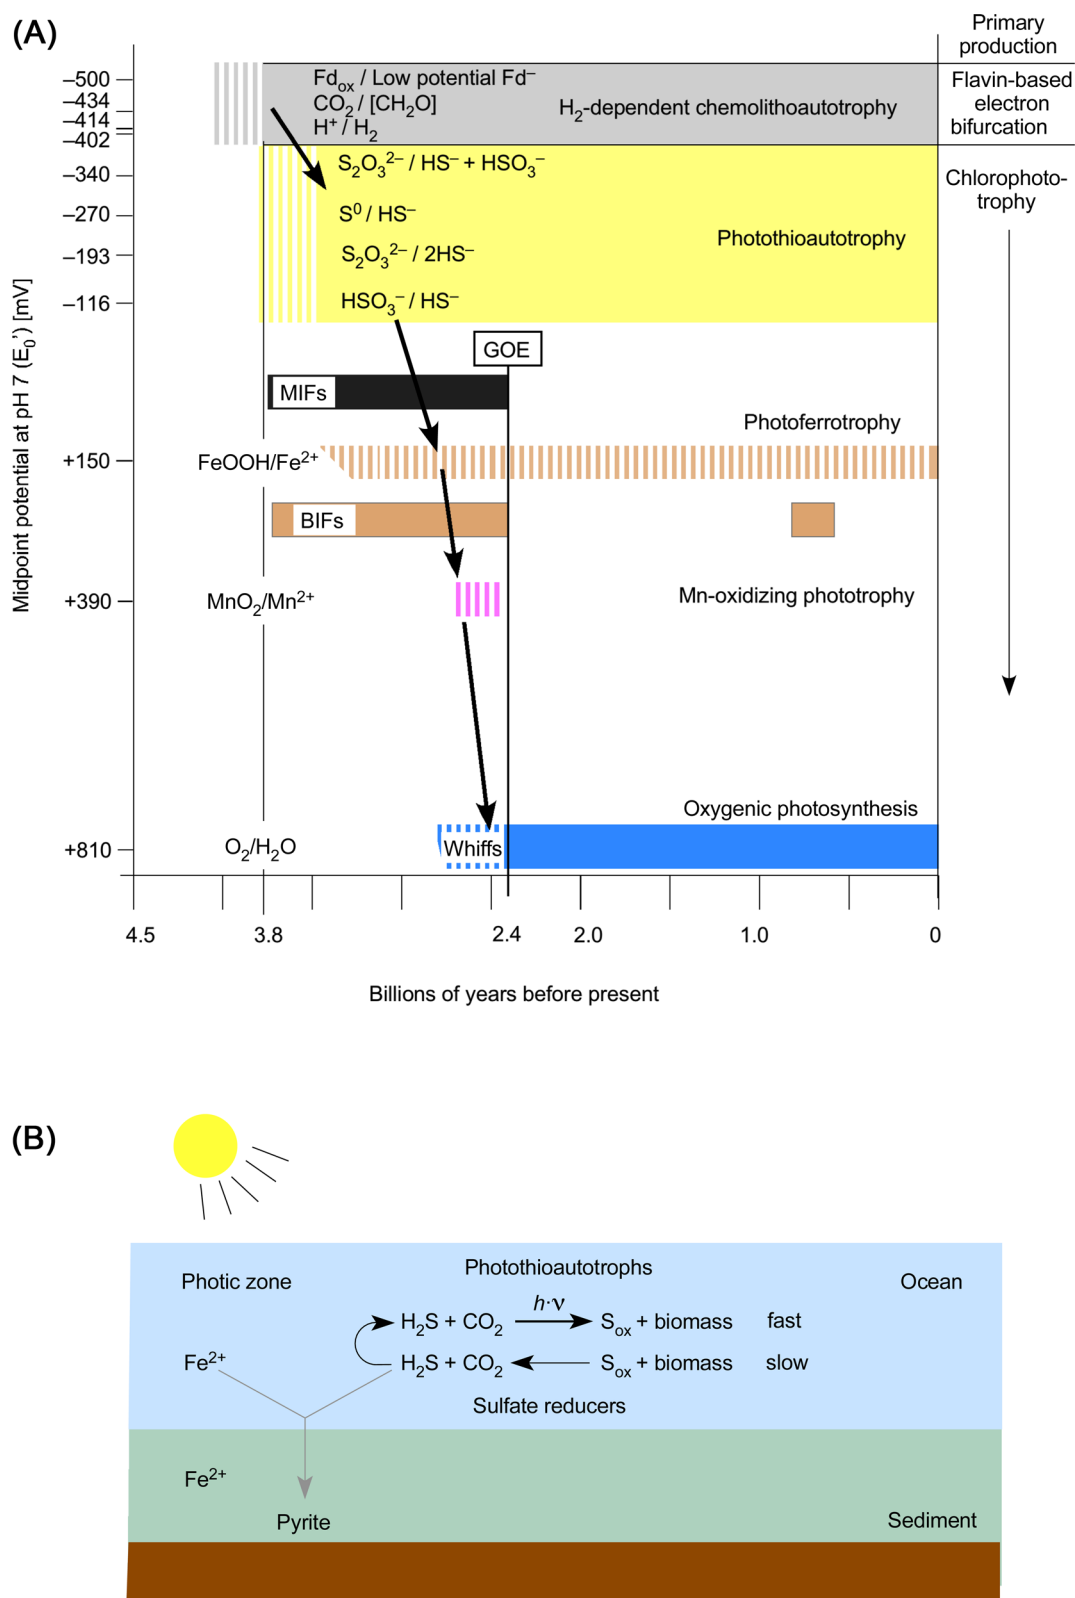 (A)
Primary
production
–500
–434
–414
–402
–340
–270
–193
–116
+150
+390
+810
Midpoint potential at pH 7 (E₀’) [mV]
Fdₒₓ / Low potential Fd⁻
CO₂ / [CH₂O]
H⁺ / H₂
H₂-dependent chemolithoautotrophy
Flavin-based
electron
bifurcation
S₂O₃²⁻ / HS⁻ + HSO₃⁻
S⁰ / HS⁻
S₂O₃²⁻ / 2HS⁻
HSO₃⁻ / HS⁻
Photothioautotrophy
Chlorophoto-
trophy
GOE
MIFs
Photoferrotrophy
FeOOH/Fe²⁺
BIFs
MnO₂/Mn²⁺
Mn-oxidizing phototrophy
Oxygenic photosynthesis
O₂/H₂O
Whiffs
4.5 3.8 2.4 2.0 1.0 0
Billions of years before present
(B)
Photic zone
Photothioautotrophs
Ocean
h·ν
H₂S + CO₂ Sₒₓ + biomass fast
Fe²⁺
H₂S + CO₂ Sₒₓ + biomass slow
Sulfate reducers
Fe²⁺
Pyrite
Sediment